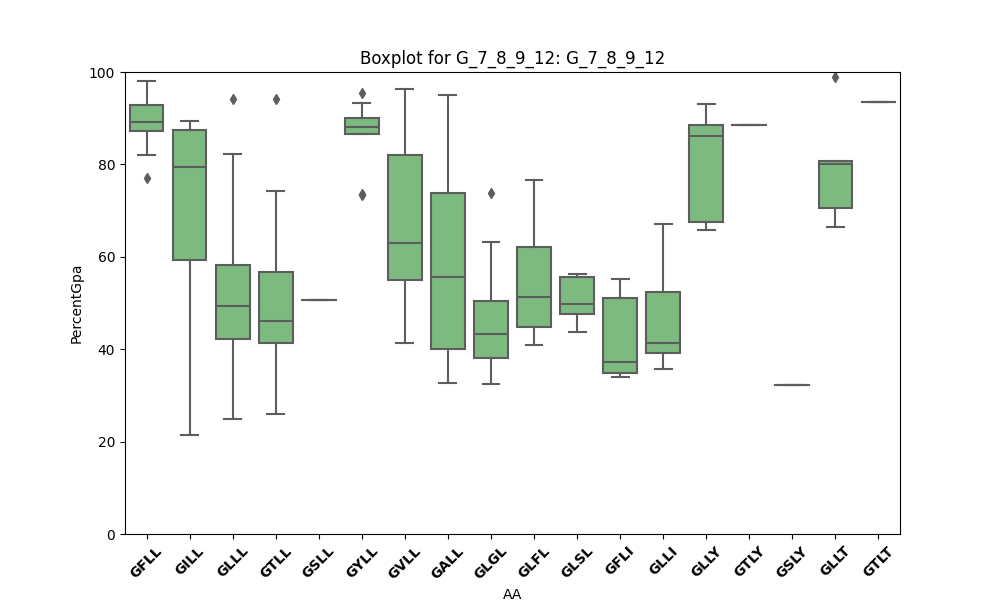 Boxplot for G_7_8_9_12: G_7_8_9_12
100
80
60
40
20
0
PercentGpa
GFLL GILL GLLL GTLL GSLL GYLL GVLL GALL GLGL GLFL GLSL GFLI GLLI GLLY GTLY GSLY GLLT GTLT
AA